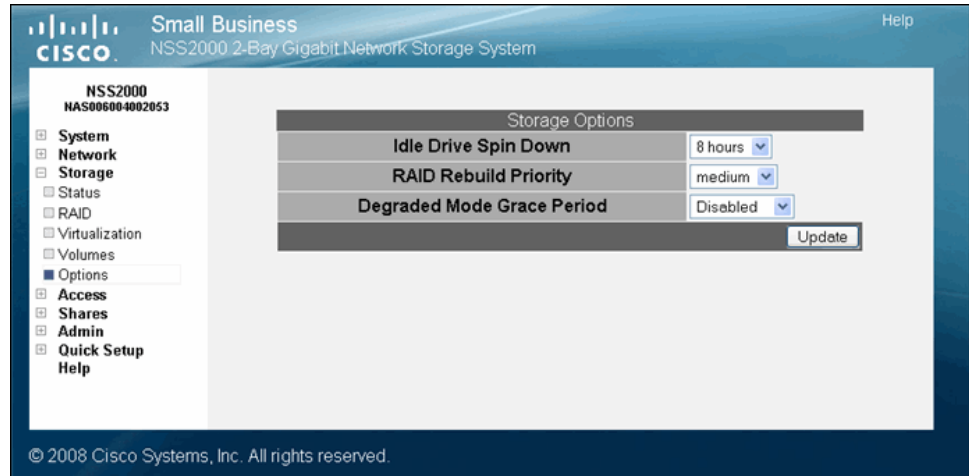 Small Business
Help
CISCO.
NSS2000 2-Bay Gigabit Network Storage System
NSS2000
NAS006004002053
System
Network
Storage
Status
RAID
Virtualization
Volumes
Options
Access
Shares
Admin
Quick Setup
Help
Storage Options
Idle Drive Spin Down
8 hours
RAID Rebuild Priority
medium
Degraded Mode Grace Period
Disabled
Update
© 2008 Cisco Systems, Inc. All rights reserved.